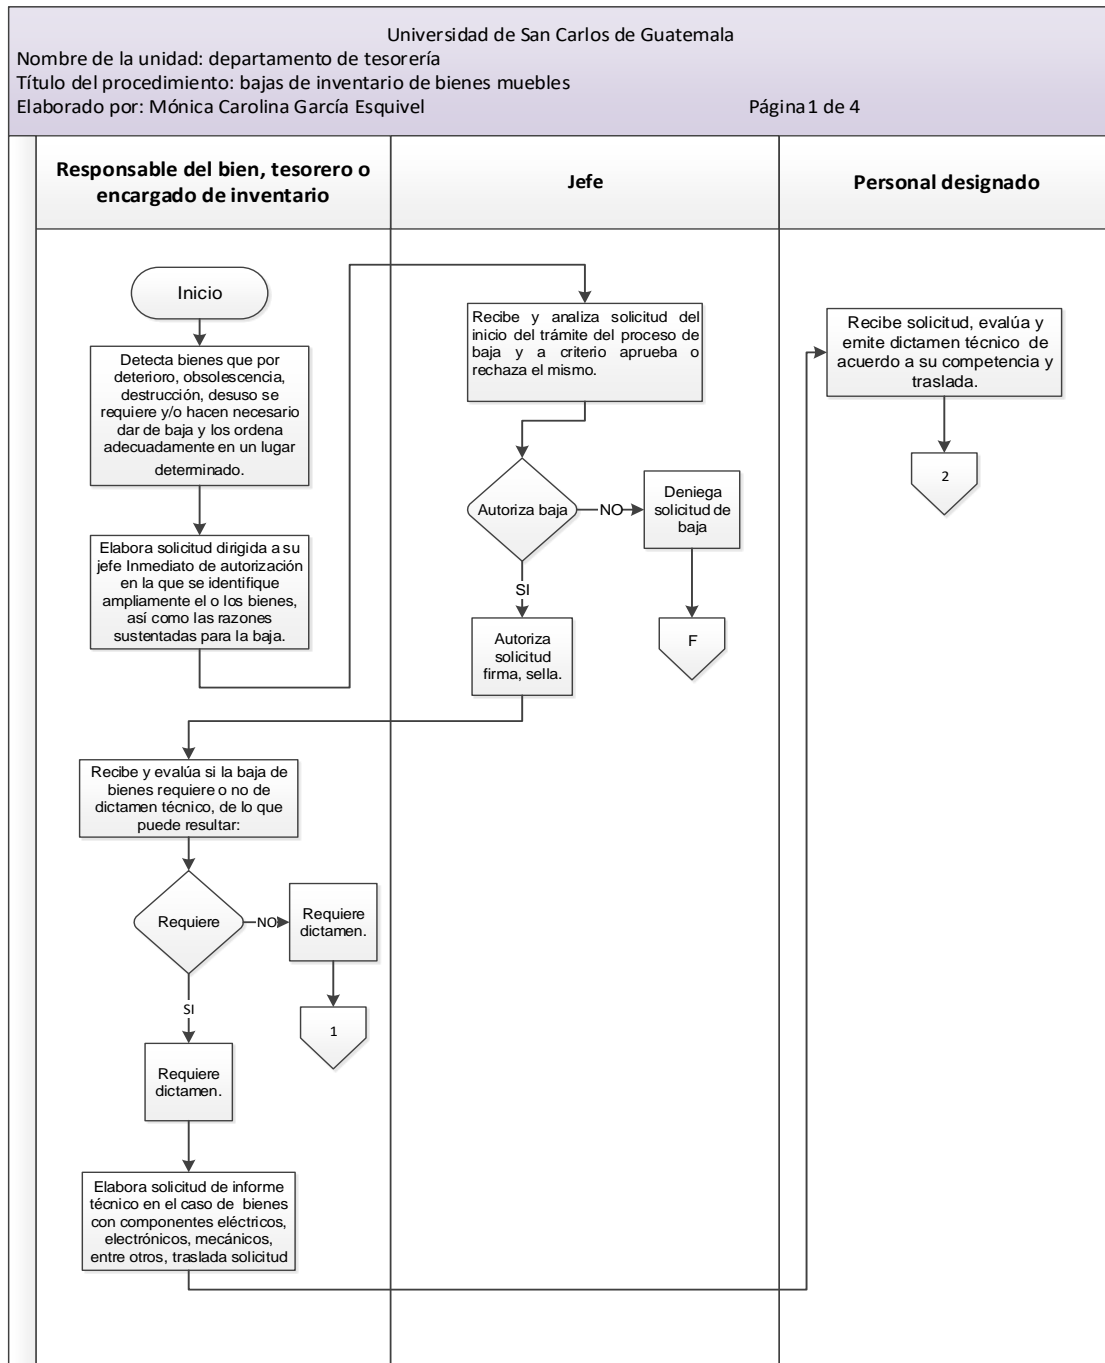 Universidad de San Carlos de Guatemala
Nombre de la unidad: departamento de tesorería
Título del procedimiento: bajas de inventario de bienes muebles
Elaborado por: Mónica Carolina García Esquivel
Página1 de 4
Responsable del bien, tesorero o
encargado de inventario
Jefe
Personal designado
Inicio
Detecta bienes que por
deterioro, obsolescencia,
destrucción, desuso se
requiere y/o hacen necesario
dar de baja y los ordena
adecuadamente en un lugar
determinado.
Elabora solicitud dirigida a su
jefe Inmediato de autorización
en la que se identifique
ampliamente el o los bienes,
así como las razones
sustentadas para la baja.
Recibe y analiza solicitud del
inicio del trámite del proceso de
baja y a criterio aprueba o
rechaza el mismo.
Autoriza baja
NO
Deniega
solicitud de
baja
F
SI
Autoriza
solicitud
firma, sella.
Recibe y evalúa si la baja de
bienes requiere o no de
dictamen técnico, de lo que
puede resultar:
Requiere
NO
Requiere
dictamen.
1
SI
Requiere
dictamen.
Elabora solicitud de informe
técnico en el caso de bienes
con componentes eléctricos,
electrónicos, mecánicos,
entre otros, traslada solicitud
Recibe solicitud, evalúa y
emite dictamen técnico de
acuerdo a su competencia y
traslada.
2